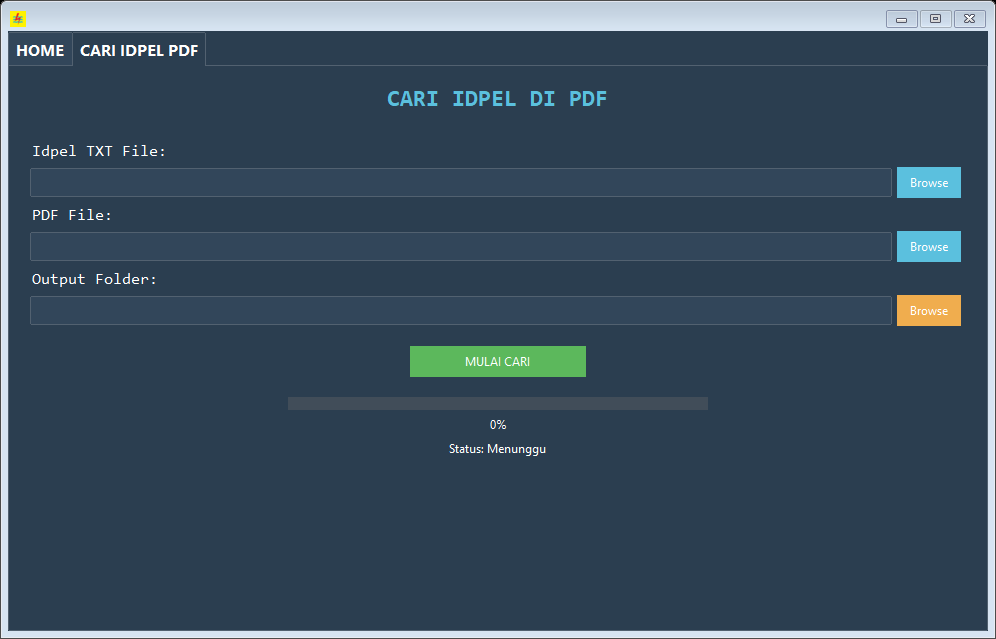 HOME CARI IDPEL PDF
CARI IDPEL DI PDF
Idpel TXT File:
Browse
PDF File:
Browse
Output Folder:
Browse
MULAI CARI
0%
Status: Menunggu